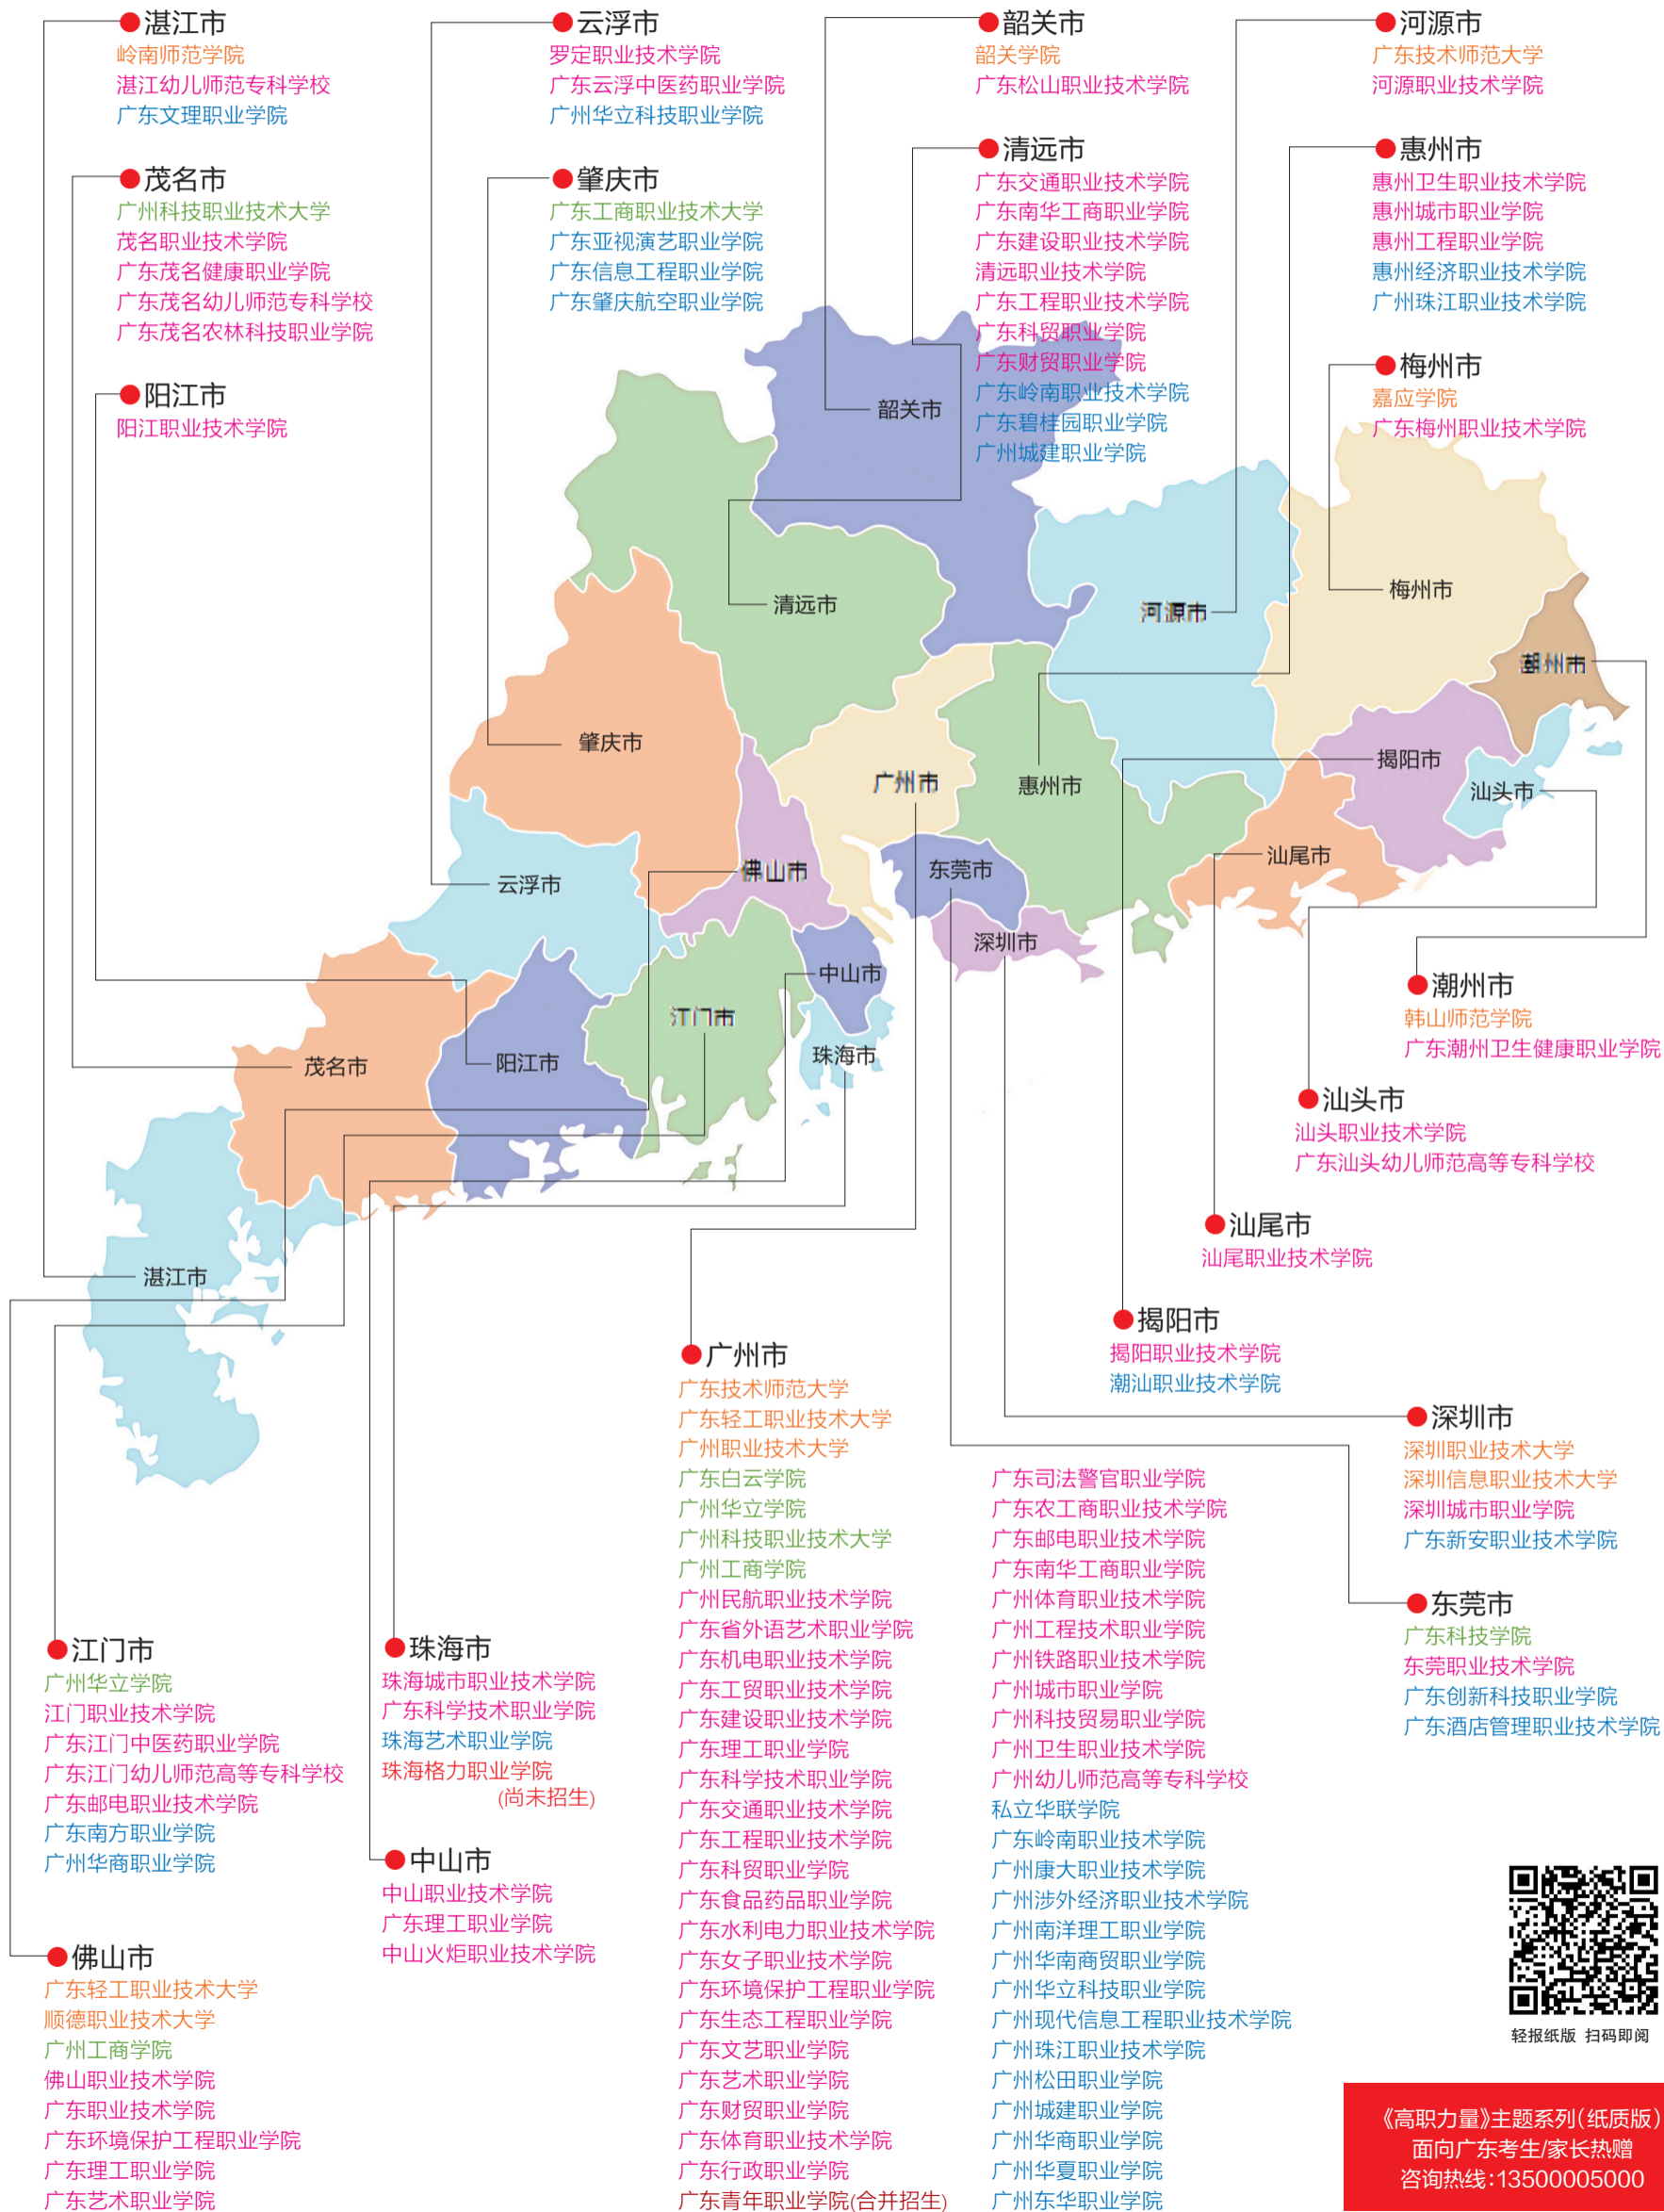 湛江市
岭南师范学院
湛江幼儿师范专科学校
广东文理职业学院
茂名市
广州科技职业技术大学
茂名职业技术学院
广东茂名健康职业学院
广东茂名幼儿师范专科学校
广东茂名农林科技职业学院
阳江市
阳江职业技术学院
云浮市
罗定职业技术学院
广东云浮中医药职业学院
广州华立科技职业学院
肇庆市
广东工商职业技术大学
广东亚视演艺职业学院
广东信息工程职业学院
广东肇庆航空职业学院
韶关市
韶关学院
广东松山职业技术学院
清远市
广东交通职业技术学院
广东南华工商职业学院
广东建设职业技术学院
清远职业技术学院
广东工程职业技术学院
广东科贸职业学院
广东财贸职业学院
广东岭南职业技术学院
广东碧桂园职业学院
广州城建职业学院
河源市
广东技术师范大学
河源职业技术学院
惠州市
惠州卫生职业技术学院
惠州城市职业学院
惠州工程职业学院
惠州经济职业技术学院
广州珠江职业技术学院
梅州市
嘉应学院
广东梅州职业技术学院
韶关市
清远市
河源市
梅州市
潮州市
肇庆市
广州市
惠州市
揭阳市
汕头市
云浮市
佛山市
东莞市
汕尾市
深圳市
中山市
江门市
珠海市
茂名市
阳江市
湛江市
潮州市
韩山师范学院
广东潮州卫生健康职业学院
汕头市
汕头职业技术学院
广东汕头幼儿师范高等专科学校
汕尾市
汕尾职业技术学院
揭阳市
揭阳职业技术学院
潮汕职业技术学院
深圳市
深圳职业技术大学
深圳信息职业技术大学
深圳城市职业学院
广东新安职业技术学院
东莞市
广东科技学院
东莞职业技术学院
广东创新科技职业学院
广东酒店管理职业技术学院
广州市
广东技术师范大学
广东轻工职业技术大学
广州职业技术大学
广东白云学院
广州华立学院
广州科技职业技术大学
广州工商学院
广州民航职业技术学院
广东省外语艺术职业学院
广东机电职业技术学院
广东工贸职业技术学院
广东建设职业技术学院
广东理工职业学院
广东科学技术职业学院
广东交通职业技术学院
广东工程职业技术学院
广东科贸职业学院
广东食品药品职业学院
广东水利电力职业技术学院
广东女子职业技术学院
广东环境保护工程职业学院
广东生态工程职业学院
广东文艺职业学院
广东艺术职业学院
广东财贸职业学院
广东体育职业技术学院
广东行政职业学院
广东青年职业学院(合并招生)
广东司法警官职业学院
广东农工商职业技术学院
广东邮电职业技术学院
广东南华工商职业学院
广州体育职业技术学院
广州工程技术职业学院
广州铁路职业技术学院
广州城市职业学院
广州科技贸易职业学院
广州卫生职业技术学院
广州幼儿师范高等专科学校
私立华联学院
广东岭南职业技术学院
广州康大职业技术学院
广州涉外经济职业技术学院
广州南洋理工职业学院
广州华南商贸职业学院
广州华立科技职业学院
广州现代信息工程职业技术学院
广州珠江职业技术学院
广州松田职业学院
广州城建职业学院
广州华商职业学院
广州华夏职业学院
广州东华职业学院
江门市
广州华立学院
江门职业技术学院
广东江门中医药职业学院
广东江门幼儿师范高等专科学校
广东邮电职业技术学院
广东南方职业学院
广州华商职业学院
佛山市
广东轻工职业技术大学
顺德职业技术大学
广州工商学院
佛山职业技术学院
广东职业技术学院
广东环境保护工程职业学院
广东理工职业学院
广东艺术职业学院
珠海市
珠海城市职业技术学院
广东科学技术职业学院
珠海艺术职业学院
珠海格力职业学院
(尚未招生)
中山市
中山职业技术学院
广东理工职业学院
中山火炬职业技术学院
轻报纸版 扫码即阅
《高职力量》主题系列(纸质版)
面向广东考生/家长热赠
咨询热线:13500005000